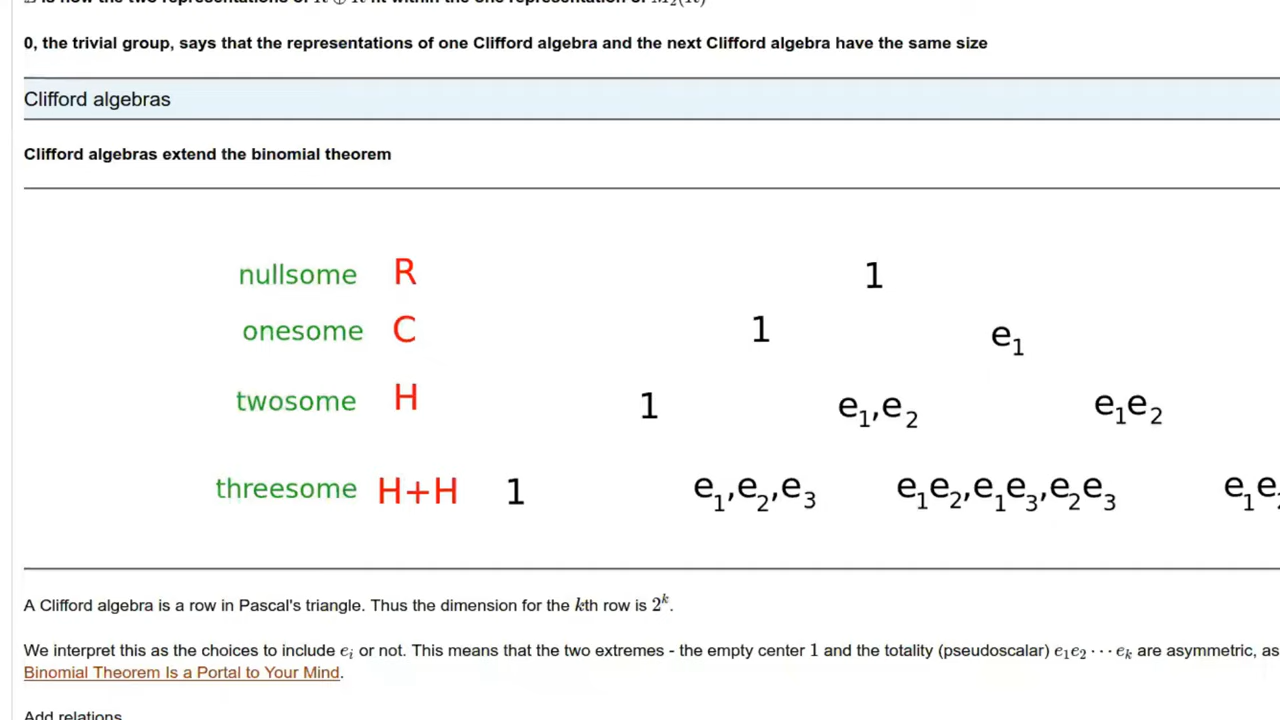 0, the trivial group, says that the representations of one Clifford algebra and the next Clifford algebra have the same size
Clifford algebras
Clifford algebras extend the binomial theorem
nullsome R 1
onesome C 1 e₁
twosome H 1 e₁,e₂ e₁e₂
threesome H+H 1 e₁,e₂,e₃ e₁e₂,e₁e₃,e₂e₃ e₁e
A Clifford algebra is a row in Pascal's triangle. Thus the dimension for the kth row is 2ᵏ.
We interpret this as the choices to include eᵢ or not. This means that the two extremes - the empty center 1 and the totality (pseudoscalar) e₁e₂⋯eₖ are asymmetric, as
Binomial Theorem Is a Portal to Your Mind.
Add relations